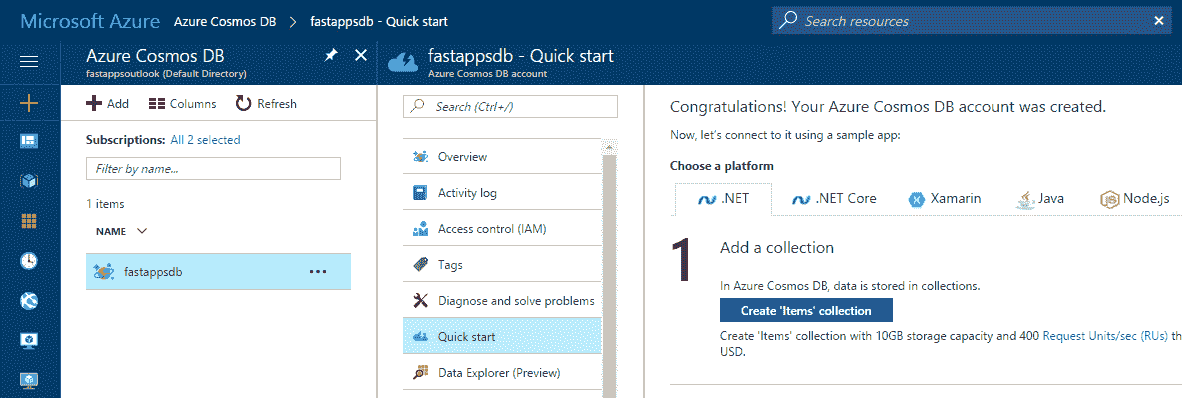 Microsoft Azure Azure Cosmos DB > fastappsdb - Quick start
Search resources
Azure Cosmos DB
fastappsoutlook (Default Directory)
Add Columns Refresh
Subscriptions: All 2 selected
Filter by name...
1 items
NAME
fastappsdb
fastappsdb - Quick start
Azure Cosmos DB account
Search (Ctrl+/)
Overview
Activity log
Access control (IAM)
Tags
Diagnose and solve problems
Quick start
Data Explorer (Preview)
Congratulations! Your Azure Cosmos DB account was created.
Now, let's connect to it using a sample app:
Choose a platform
.NET .NET Core Xamarin Java Node.js
1 Add a collection
In Azure Cosmos DB, data is stored in collections.
Create 'Items' collection
Create 'Items' collection with 10GB storage capacity and 400 Request Units/sec (RUs) th
USD.